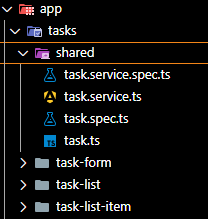 app
tasks
shared
task.service.spec.ts
task.service.ts
task.spec.ts
TS task.ts
task-form
task-list
task-list-item